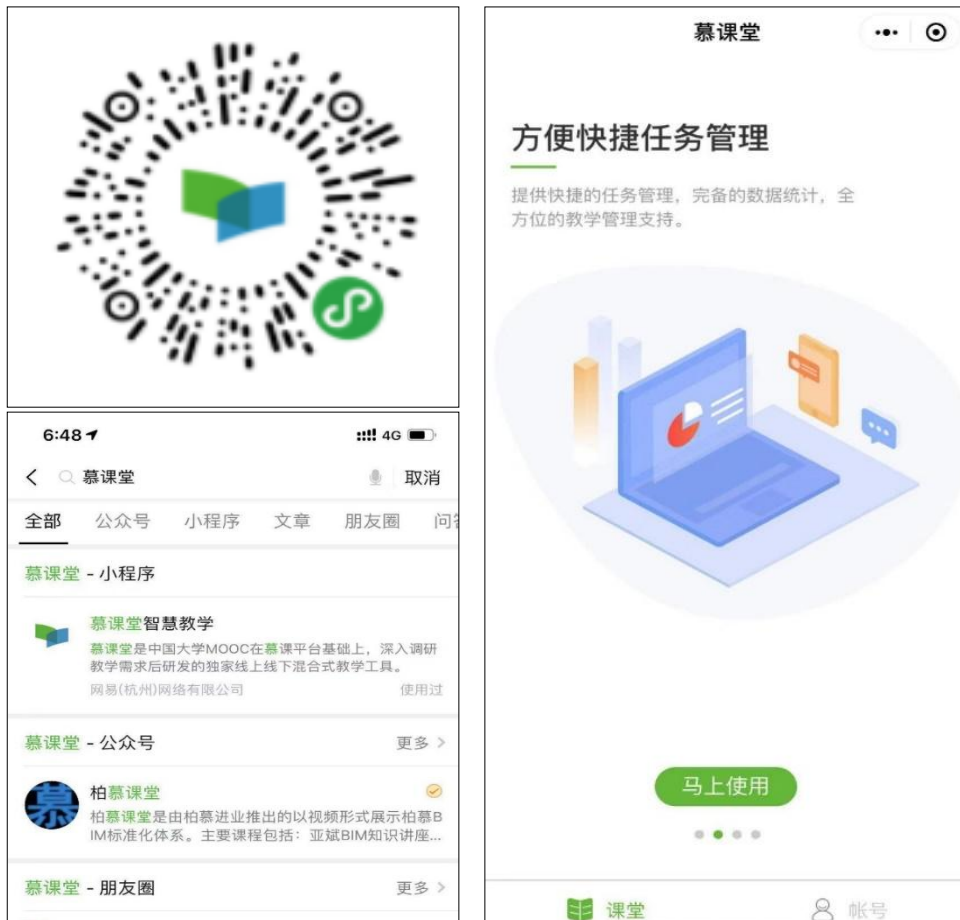 6:48
4G
慕课堂
取消
全部 公众号 小程序 文章 朋友圈 问答
慕课堂 - 小程序
慕课堂智慧教学
慕课堂是中国大学MOOC在慕课平台基础上，深入调研
教学需求后研发的独家线上线下混合式教学工具。
网易(杭州)网络有限公司
使用过
慕课堂 - 公众号
更多
柏慕课堂
柏慕课堂是由柏慕进业推出的以视频形式展示柏慕B
IM标准化体系。主要课程包括：亚斌BIM知识讲座...
慕课堂 - 朋友圈
更多
慕课堂
方便快捷任务管理
提供快捷的任务管理，完备的数据统计，全
方位的教学管理支持。
马上使用
课堂
帐号